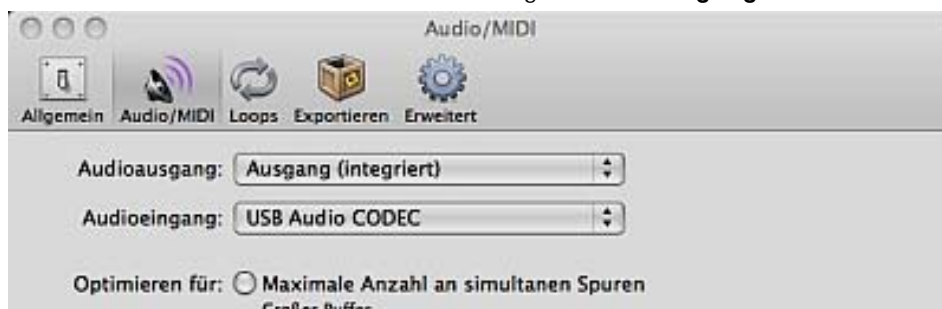 Audio/MIDI
Allgemein Audio/MIDI Loops Exportieren Erweitert
Audioausgang: Ausgang (integriert)
Audioeingang: USB Audio CODEC
Optimieren für: Maximale Anzahl an simultanen Spuren